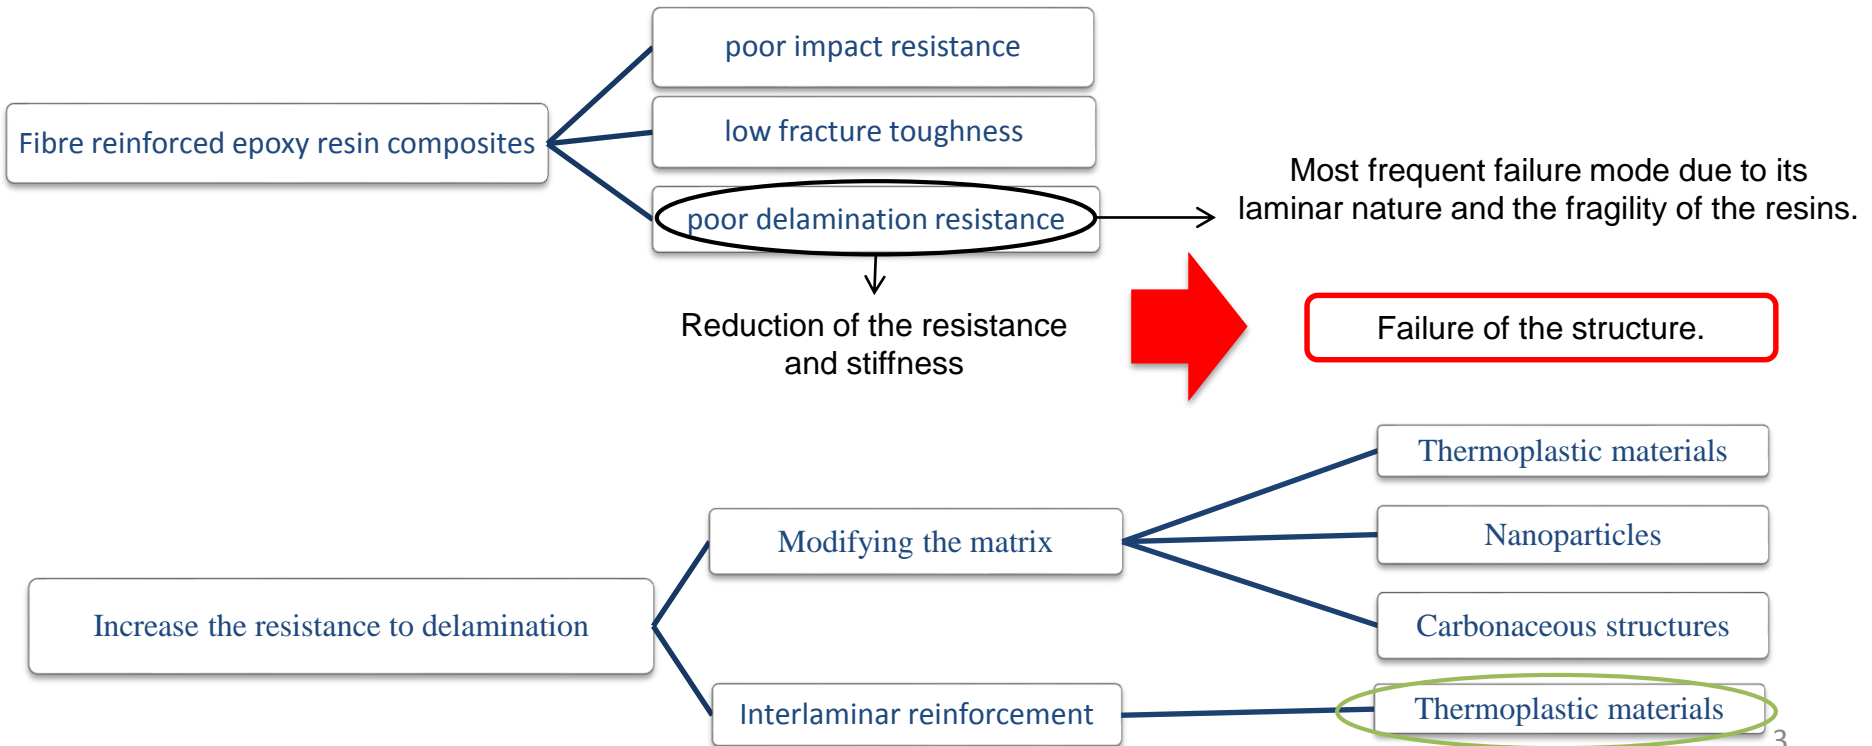 poor impact resistance
Fibre reinforced epoxy resin composites
low fracture toughness
poor delamination resistance
Most frequent failure mode due to its
laminar nature and the fragility of the resins.
Reduction of the resistance
and stiffness
Failure of the structure.
Increase the resistance to delamination
Modifying the matrix
Thermoplastic materials
Nanoparticles
Carbonaceous structures
Interlaminar reinforcement
Thermoplastic materials
3